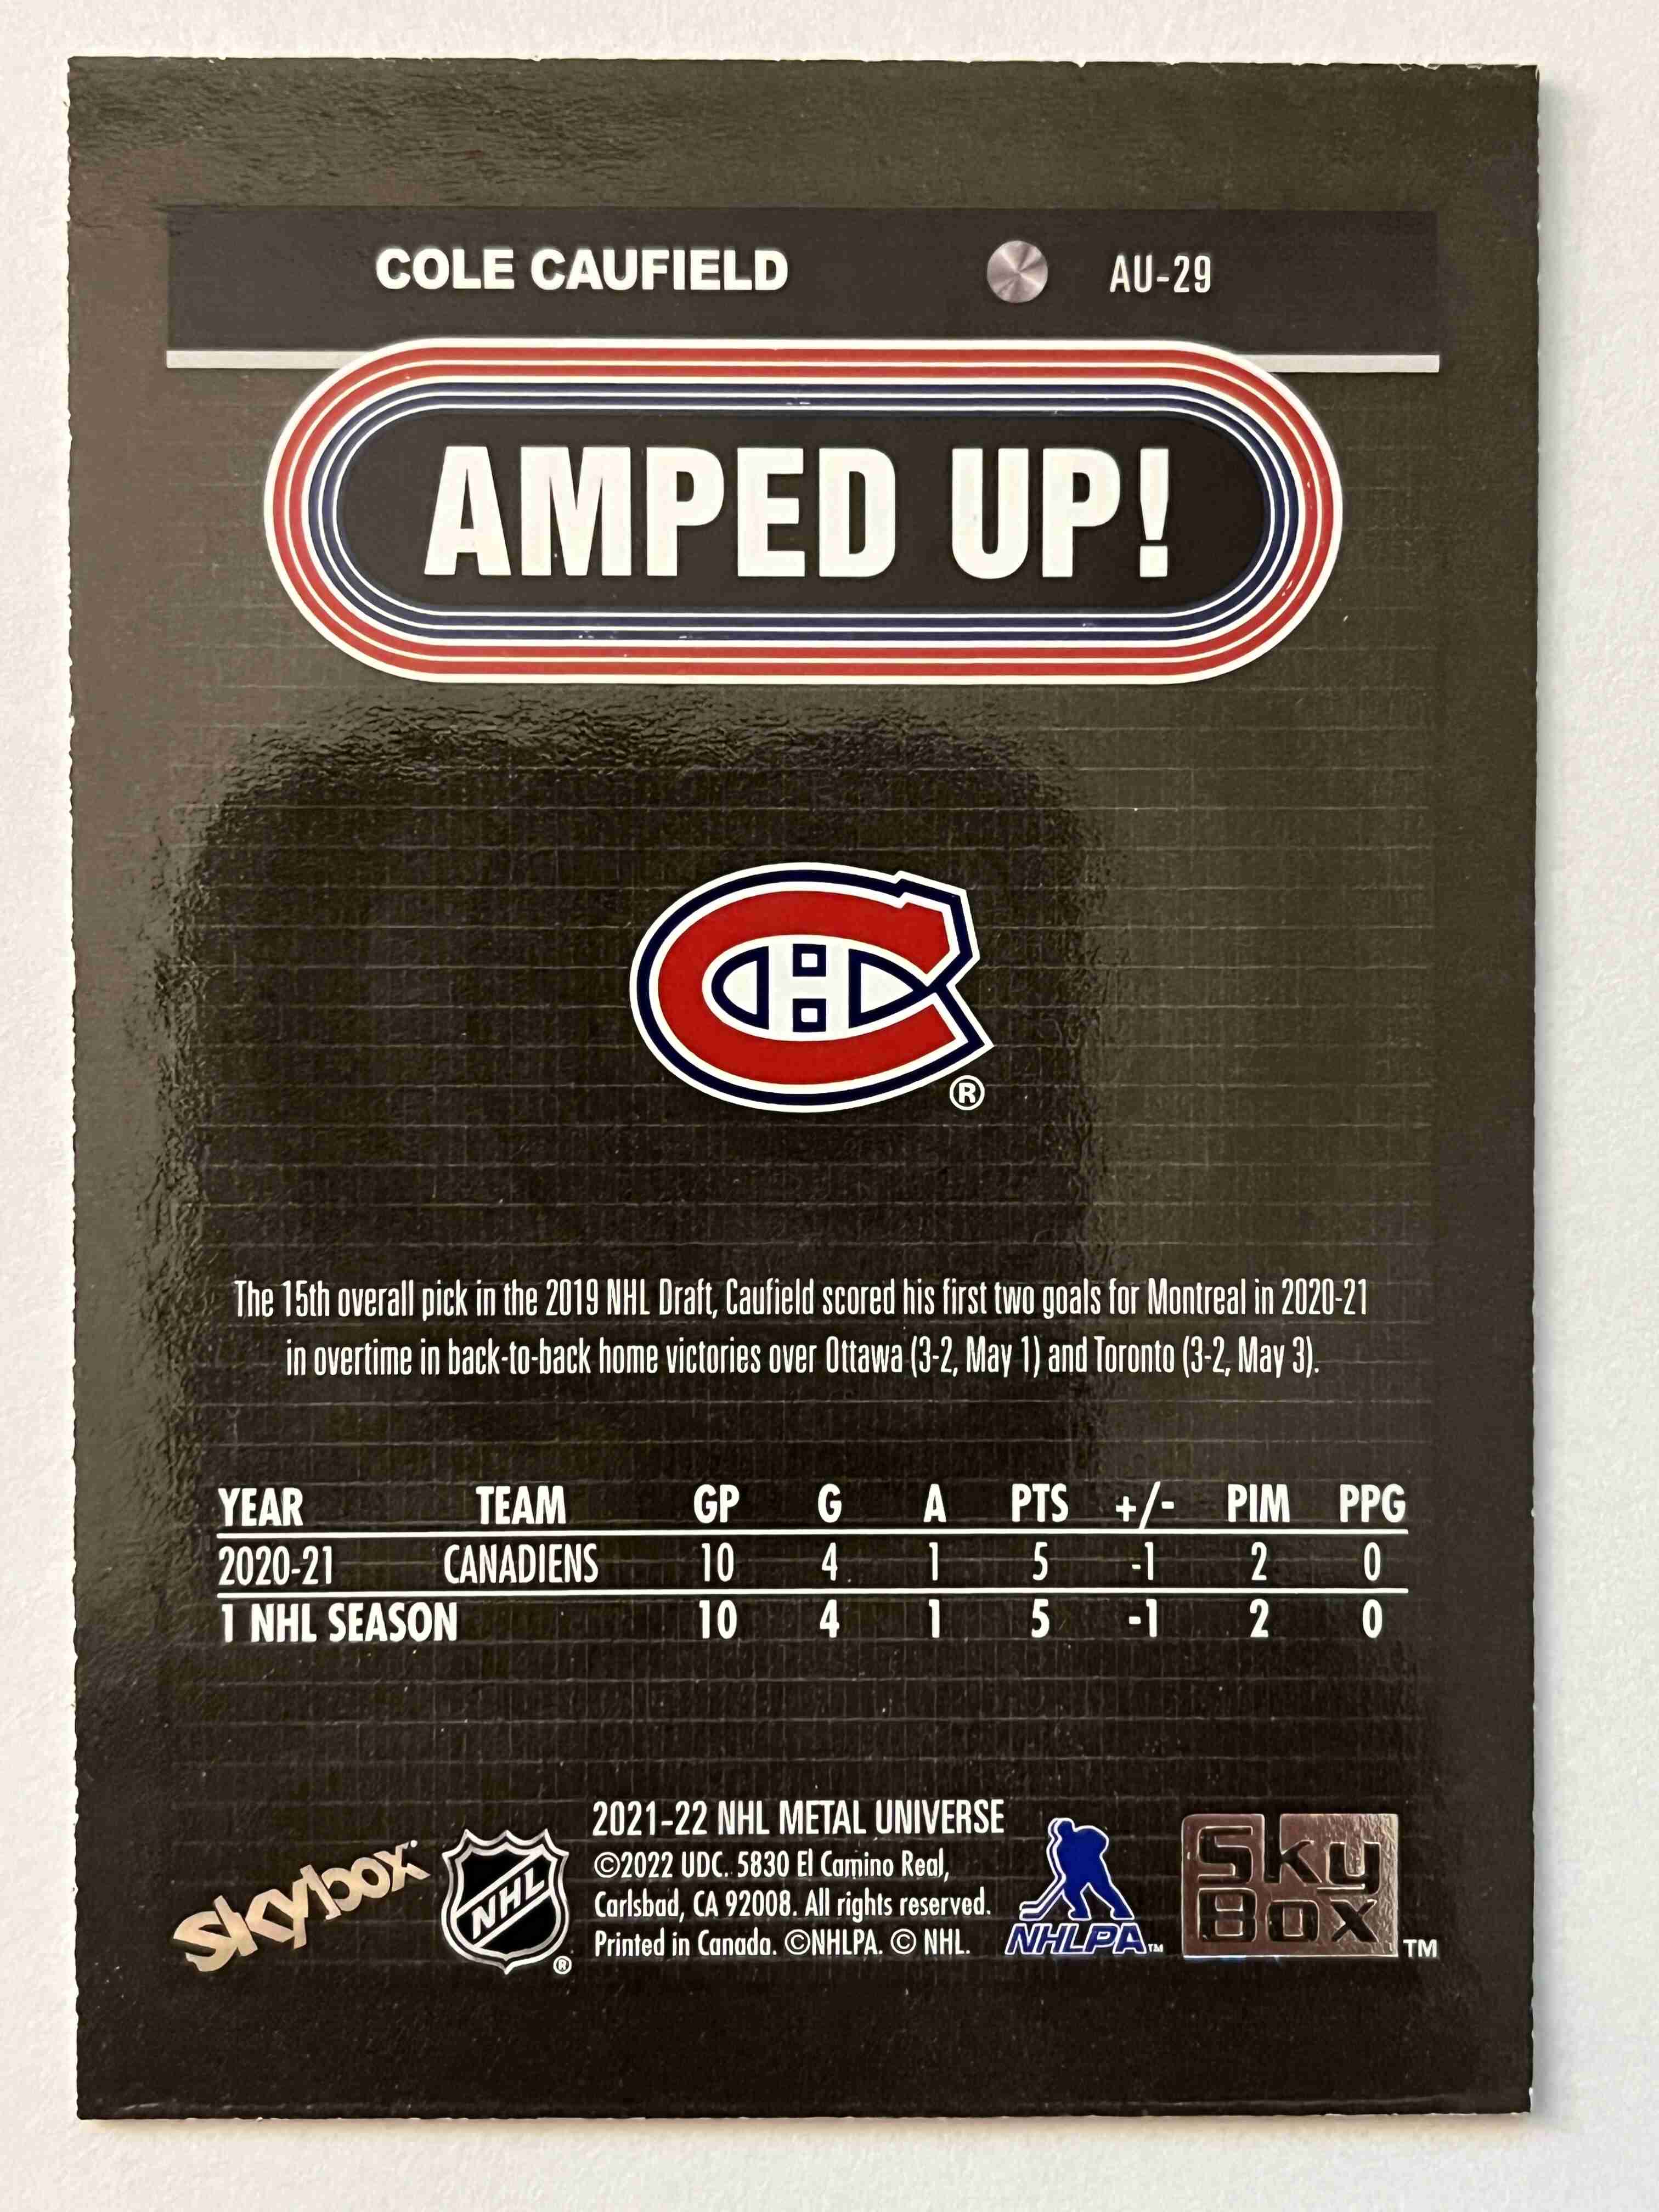 COLE CAUFIELD AU-29
AMPED UP!
®
The 15th overall pick in the 2019 NHL Draft, Caufield scored his first two goals for Montreal in 2020-21
in overtime in back-to-back home victories over Ottawa (3-2, May 1) and Toronto (3-2, May 3).
YEAR TEAM GP G A PTS +/- PIM PPG
2020-21 CANADIENS 10 4 1 5 -1 2 0
1 NHL SEASON 10 4 1 5 -1 2 0
skybox
NHL ®
2021-22 NHL METAL UNIVERSE
©2022 UDC. 5830 El Camino Real,
Carlsbad, CA 92008. All rights reserved.
Printed in Canada. ©NHLPA. © NHL.
NHLPA™
Sky
Box ™